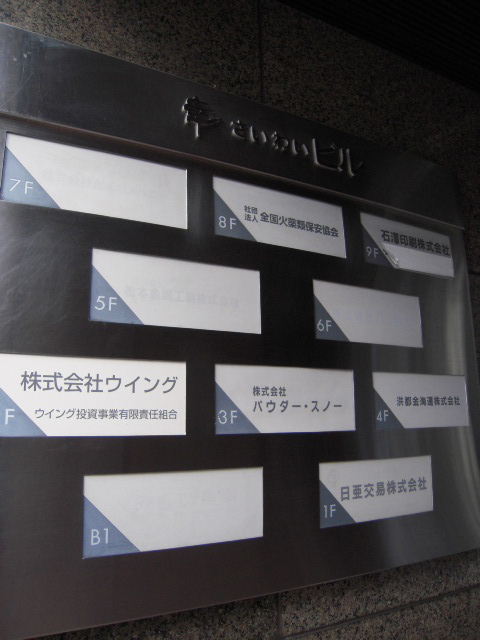 幸 さいわいビル
7F
社団法人 全国火薬類保安協会
8F
石澤印刷株式会社
9F
5F
6F
株式会社ウイング
ウイング投資事業有限責任組合
F
株式会社
パウダー・スノー
3F
洪都金海運株式会社
4F
B1
日亜交易株式会社
1F